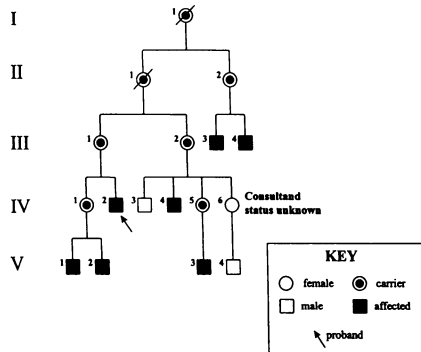 I
1
II
1
2
III
1
2
3
4
IV
1
2
3
4
5
6
Consultand
status unknown
V
1
2
3
4
KEY
female
carrier
male
affected
proband